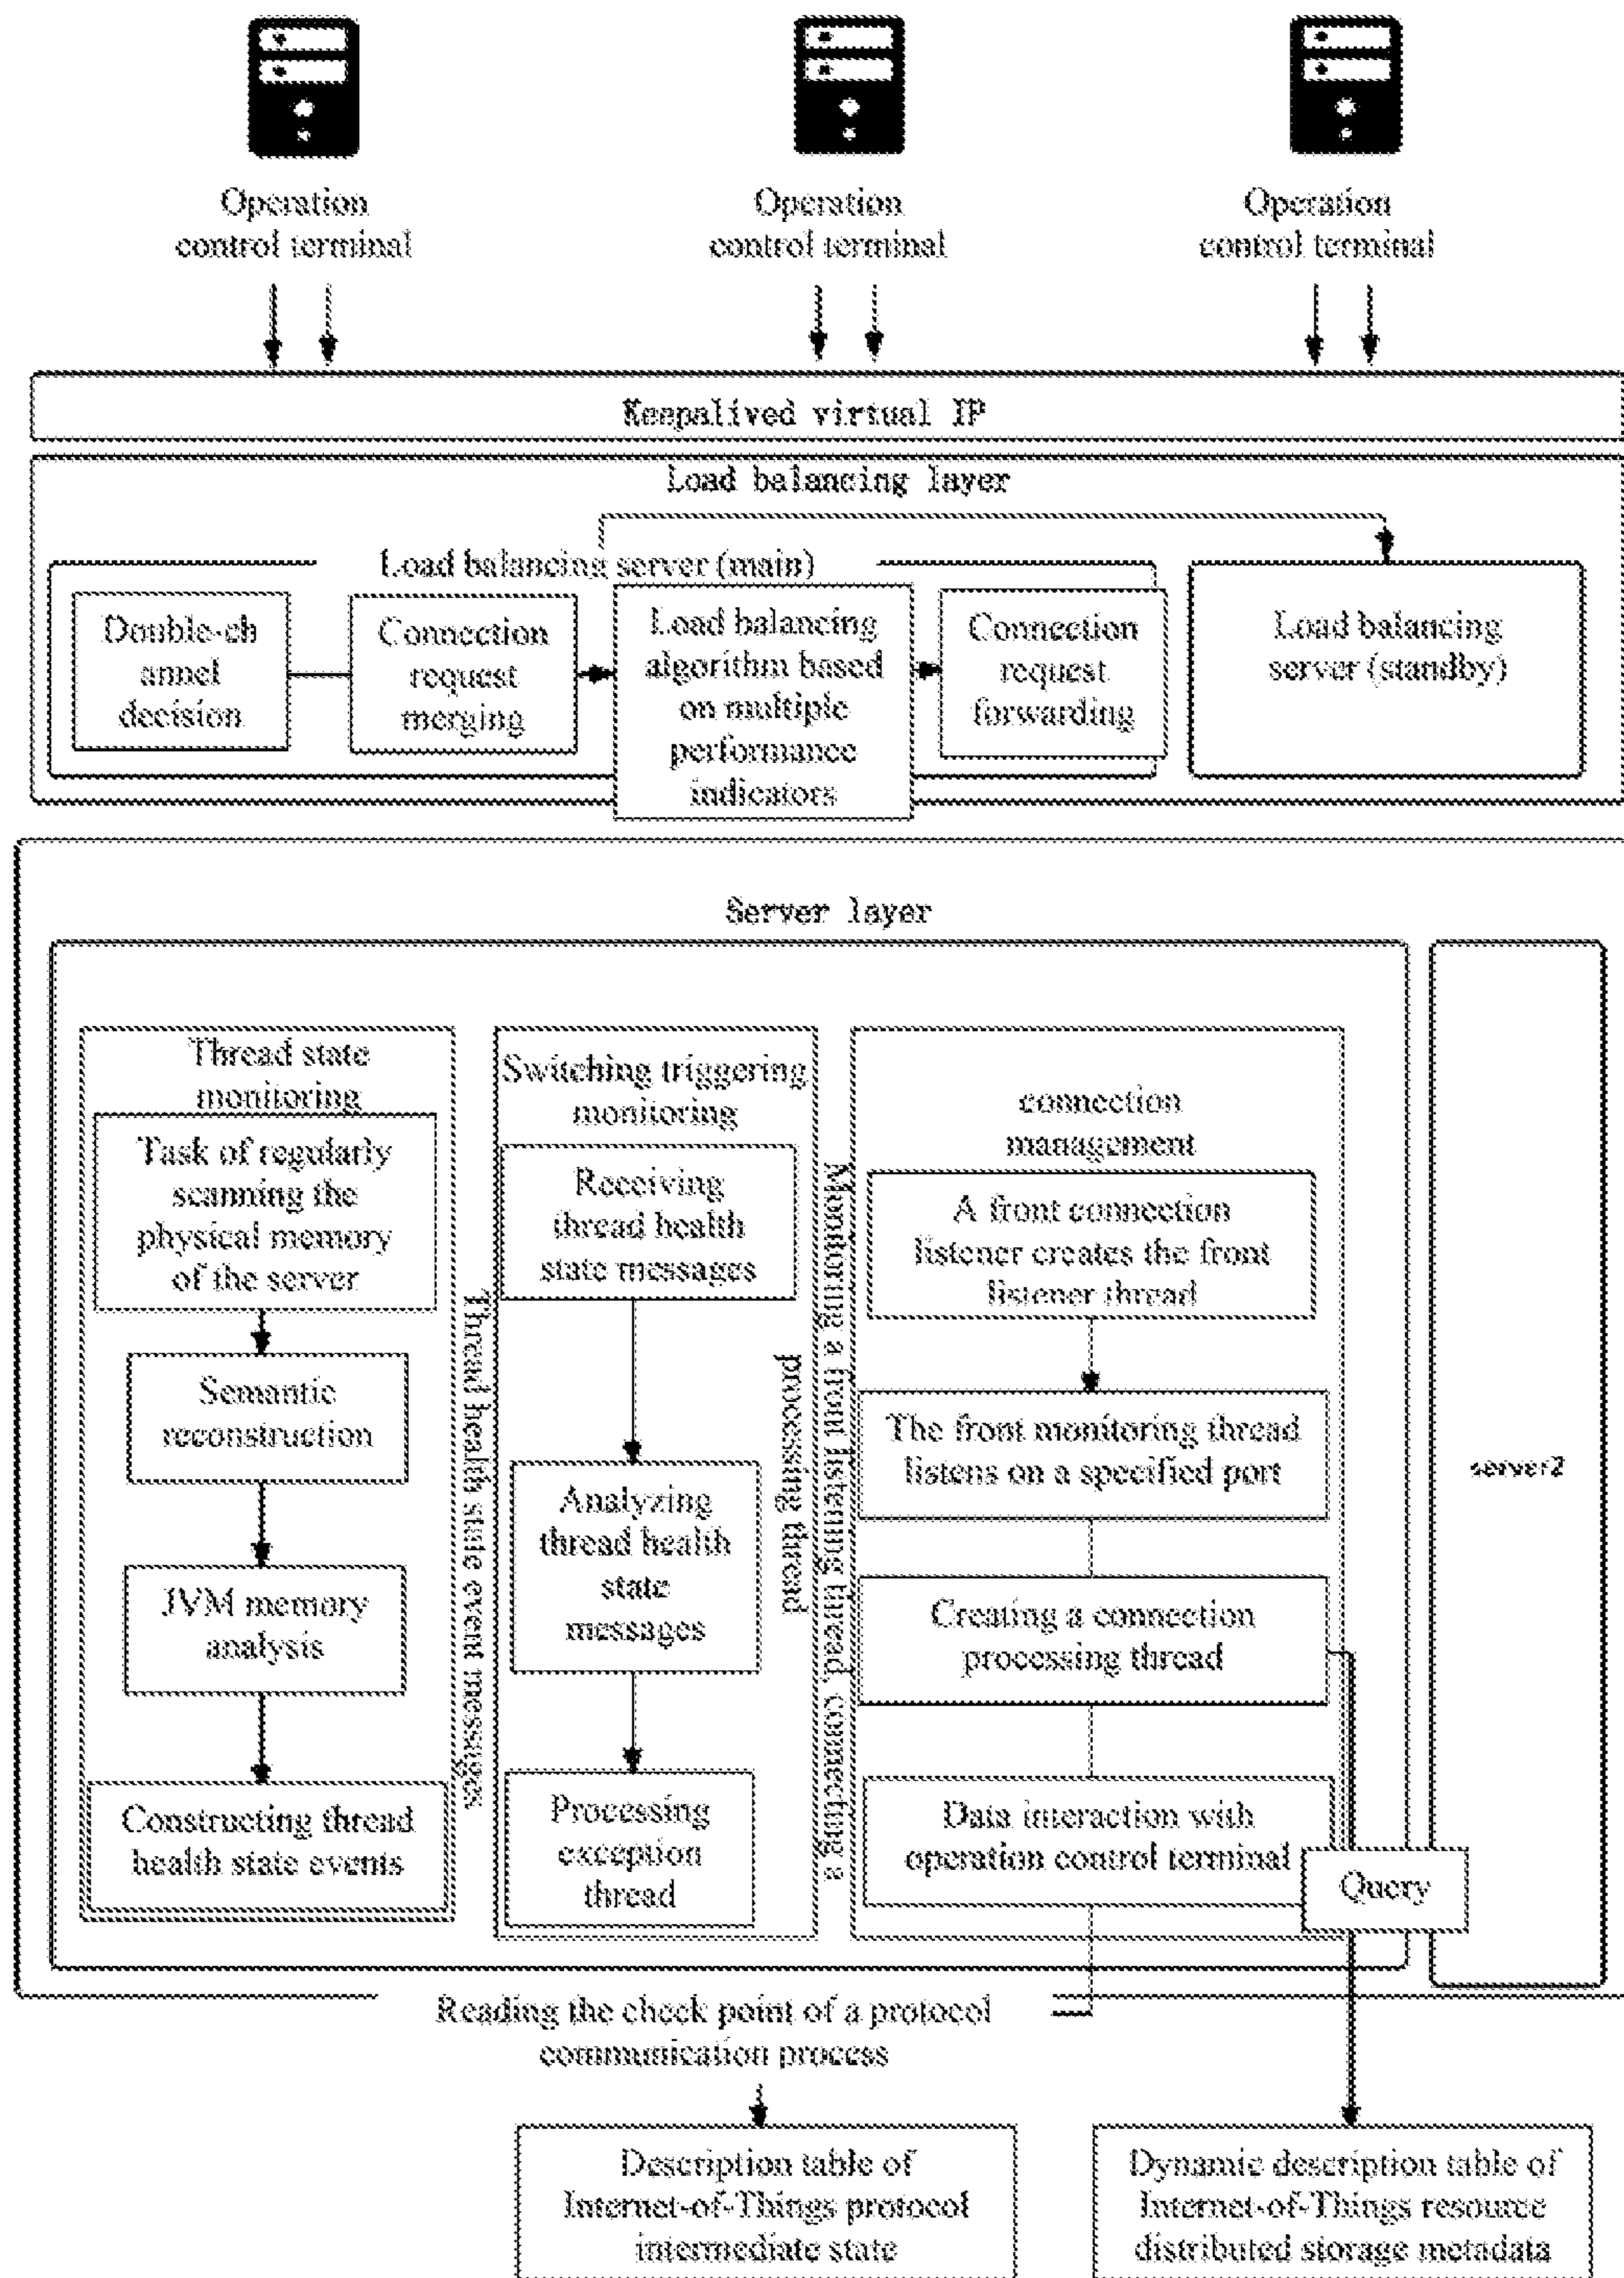 Operation
control terminal
Operation
control terminal
Operation
control terminal
Keepalived virtual IP
Load balancing layer
Load balancing server (main)
Double-ch
annel
decision
Connection
request
merging
Load balancing
algorithm based
on multiple
performance
indicators
Connection
request
forwarding
Load balancing
server (standby)
Server layer
Thread state
monitoring
Task of regularly
scanning the
physical memory
of the server
Semantic
reconstruction
JVM memory
analysis
Constructing thread
health state events
Thread health state event messages
Switching triggering
monitoring
Receiving
thread health
state messages
Analyzing
thread health
state
messages
Processing
exception
thread
Monitoring a front listening thread, connecting a
processing thread
connection
management
A front connection
listener creates the front
listener thread
The front monitoring thread
listens on a specified port
Creating a connection
processing thread
Data interaction with
operation control terminal
Query
server2
Reading the check point of a protocol
communication process
Description table of
Internet-of-Things protocol
intermediate state
Dynamic description table of
Internet-of-Things resource
distributed storage metadata